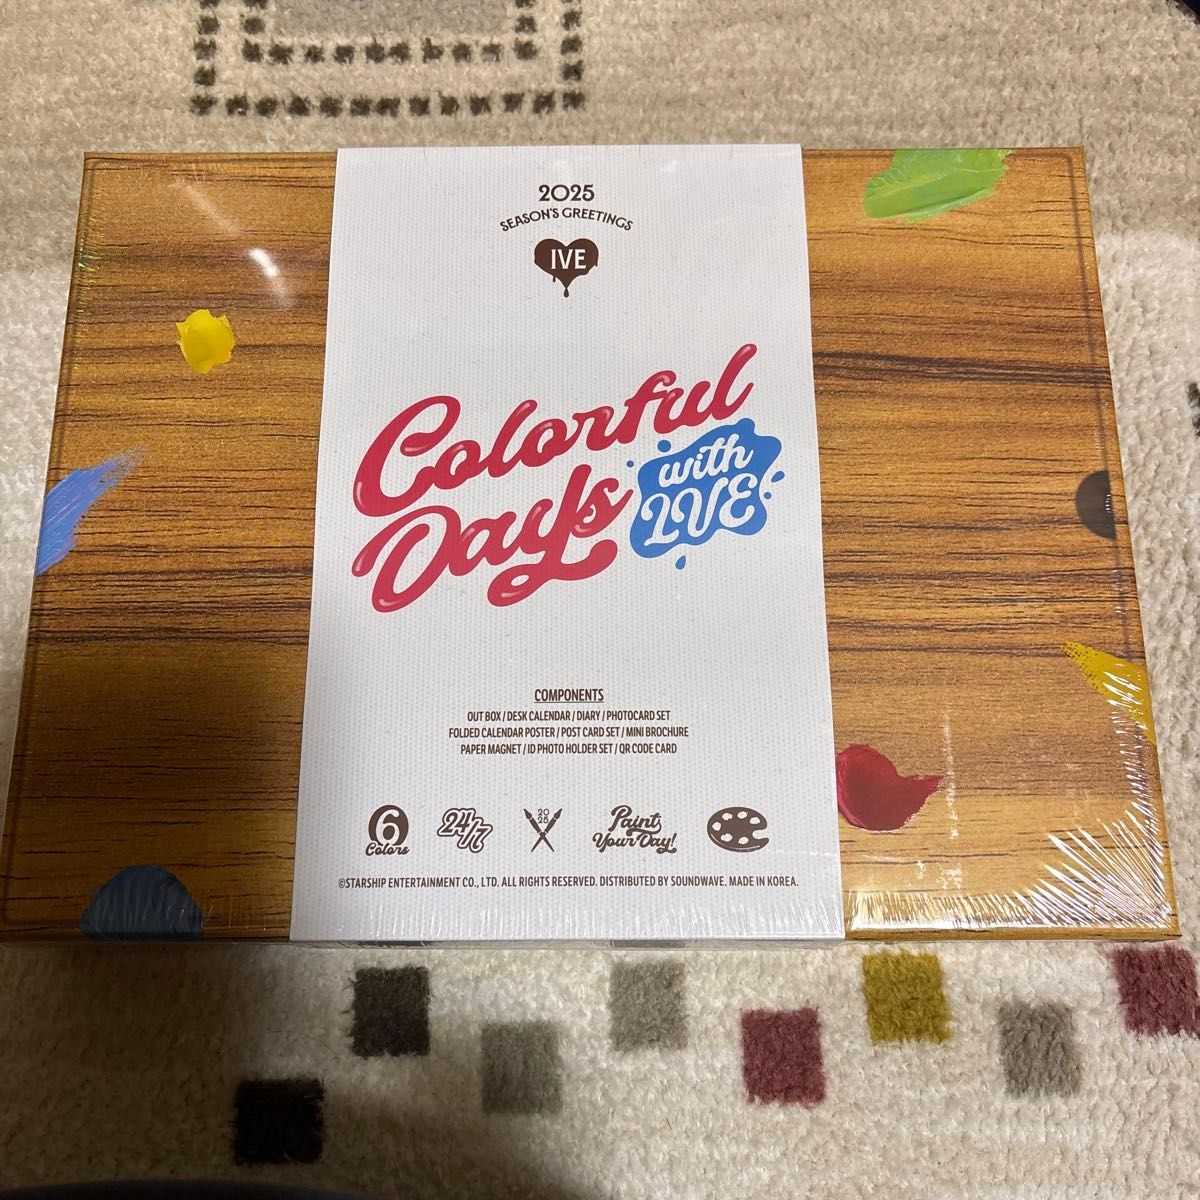 2025
SEASON'S GREETINGS
IVE
Colorful
Days
with
IVE
COMPONENTS
OUT BOX / DESK CALENDAR / DIARY / PHOTOCARD SET
FOLDED CALENDAR POSTER / POST CARD SET / MINI BROCHURE
PAPER MAGNET / ID PHOTO HOLDER SET / QR CODE CARD
6
Colors
24/7
20
25
Paint
Your Day!
©STARSHIP ENTERTAINMENT CO., LTD. ALL RIGHTS RESERVED. DISTRIBUTED BY SOUNDWAVE. MADE IN KOREA.